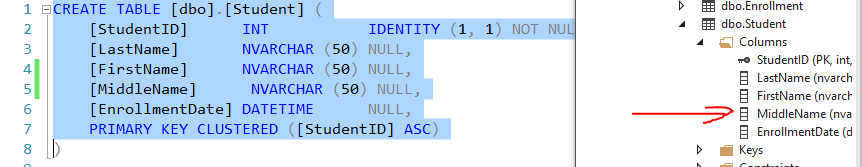 1 CREATE TABLE [dbo].[Student] (
2 [StudentID] INT IDENTITY (1, 1) NOT NUL
3 [LastName] NVARCHAR (50) NULL,
4 [FirstName] NVARCHAR (50) NULL,
5 [MiddleName] NVARCHAR (50) NULL,
6 [EnrollmentDate] DATETIME NULL,
7 PRIMARY KEY CLUSTERED ([StudentID] ASC)
8 )
dbo.Enrollment
dbo.Student
Columns
StudentID (PK, int,
LastName (nvarch
FirstName (nvarch
MiddleName (nva
EnrollmentDate (d
Keys
Constraints